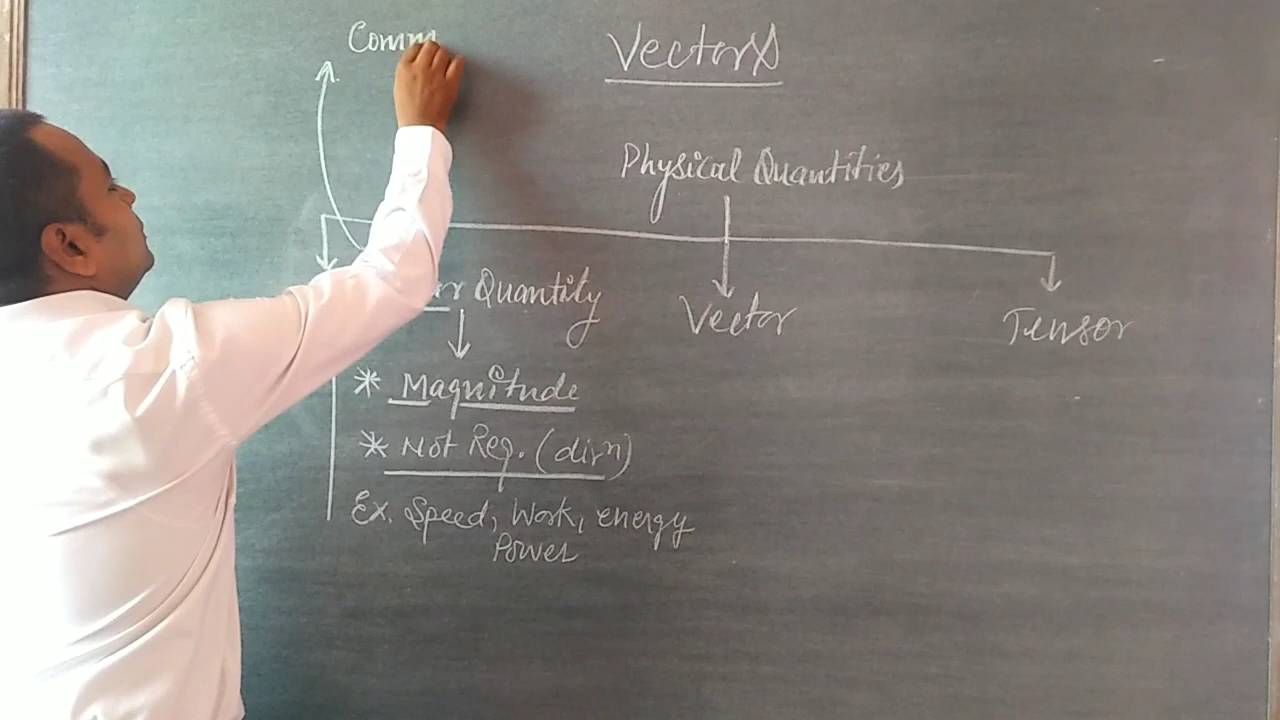 Comm
Vectors
Physical Quantities
Quantity
Vector
Tensor
* Magnitude
* Not Req. (dirn)
Ex. Speed, Work, energy
Power